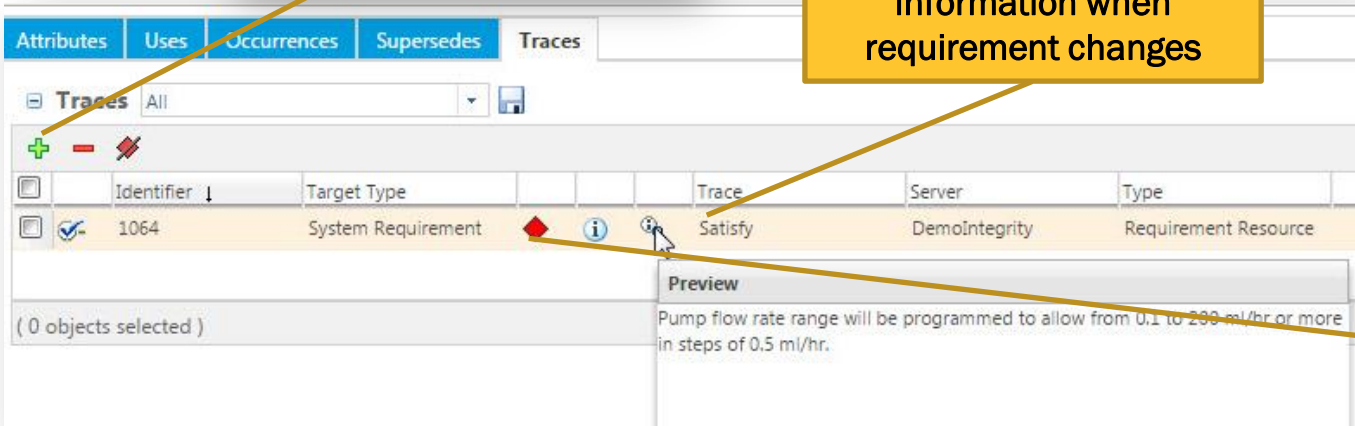 information when
requirement changes
Attributes Uses Occurrences Supersedes Traces
Traces All
Identifier Target Type Trace Server Type
1064 System Requirement Satisfy DemoIntegrity Requirement Resource
Preview
Pump flow rate range will be programmed to allow from 0.1 to 200 ml/hr or more
in steps of 0.5 ml/hr.
( 0 objects selected )